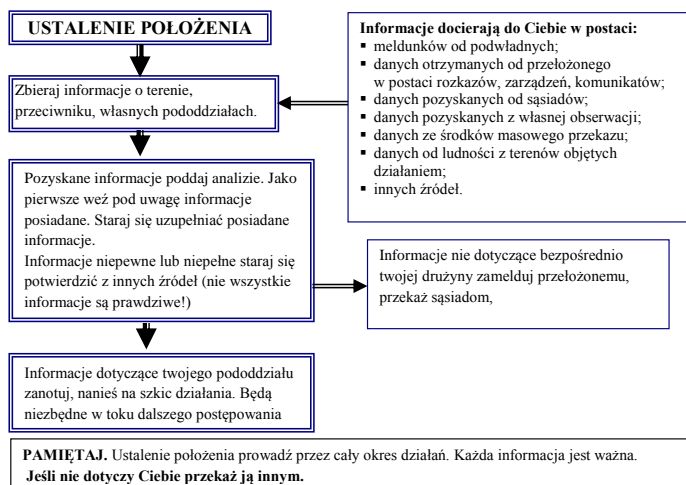 USTALENIE POŁOŻENIA
Zbieraj informacje o terenie,
przeciwniku, własnych pododdziałach.
Informacje docierają do Ciebie w postaci:
▪ meldunków od podwładnych;
▪ danych otrzymanych od przełożonego
w postaci rozkazów, zarządzeń, komunikatów;
▪ danych pozyskanych od sąsiadów;
▪ danych pozyskanych z własnej obserwacji;
▪ danych ze środków masowego przekazu;
▪ danych od ludności z terenów objętych
działaniem;
▪ innych źródeł.
Pozyskane informacje poddaj analizie. Jako
pierwsze weź pod uwagę informacje
posiadane. Staraj się uzupełniać posiadane
informacje.
Informacje niepewne lub niepełne staraj się
potwierdzić z innych źródeł (nie wszystkie
informacje są prawdziwe!)
Informacje nie dotyczące bezpośrednio
twojej drużyny zamelduj przełożonemu,
przekaż sąsiadom,
Informacje dotyczące twojego pododdziału
zanotuj, nanieś na szkic działania. Będą
niezbędne w toku dalszego postępowania
PAMIĘTAJ. Ustalenie położenia prowadź przez cały okres działań. Każda informacja jest ważna.
Jeśli nie dotyczy Ciebie przekaż ją innym.